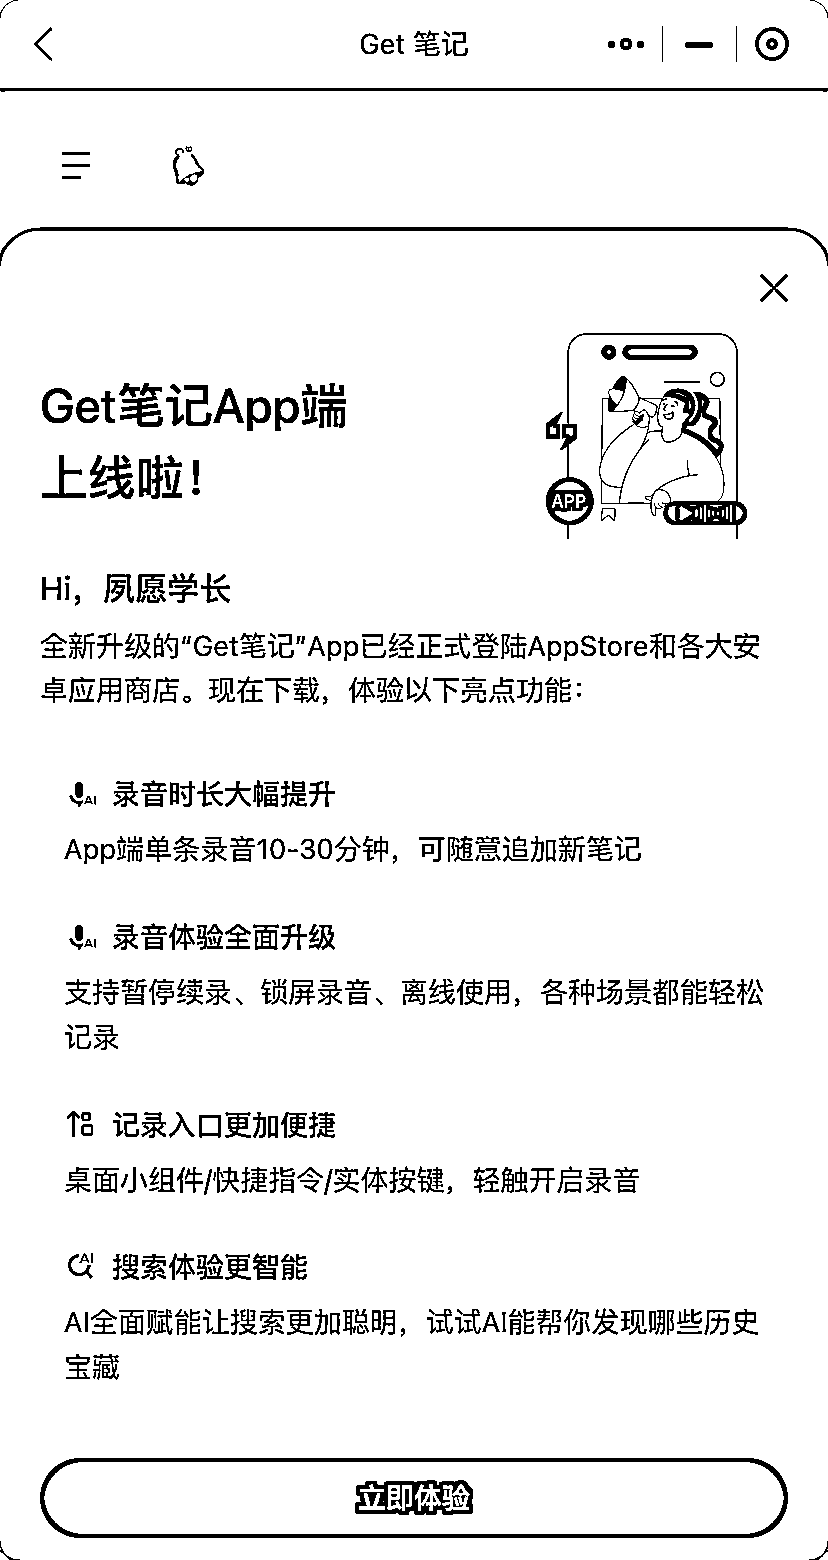 Get 笔记
Get笔记App端
上线啦！
APP
Hi，夙愿学长
全新升级的“Get笔记”App已经正式登陆AppStore和各大安
卓应用商店。现在下载，体验以下亮点功能：
AI 录音时长大幅提升
App端单条录音10-30分钟，可随意追加新笔记
AI 录音体验全面升级
支持暂停续录、锁屏录音、离线使用，各种场景都能轻松
记录
记录入口更加便捷
桌面小组件/快捷指令/实体按键，轻触开启录音
AI 搜索体验更智能
AI全面赋能让搜索更加聪明，试试AI能帮你发现哪些历史
宝藏
立即体验